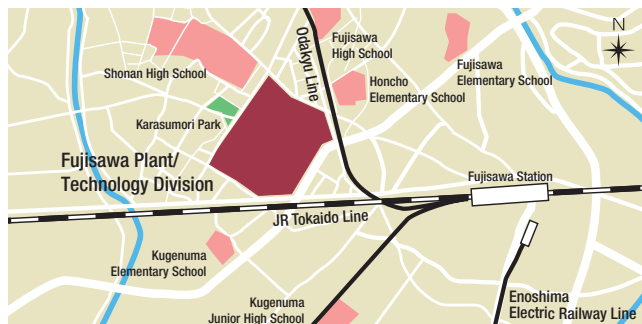 N
Fujisawa
High School
Odakyu Line
Shonan High School
Honcho
Elementary School
Fujisawa
Elementary School
Karasumori Park
Fujisawa Plant/
Technology Division
Fujisawa Station
JR Tokaido Line
Kugenuma
Elementary School
Kugenuma
Junior High School
Enoshima
Electric Railway Line